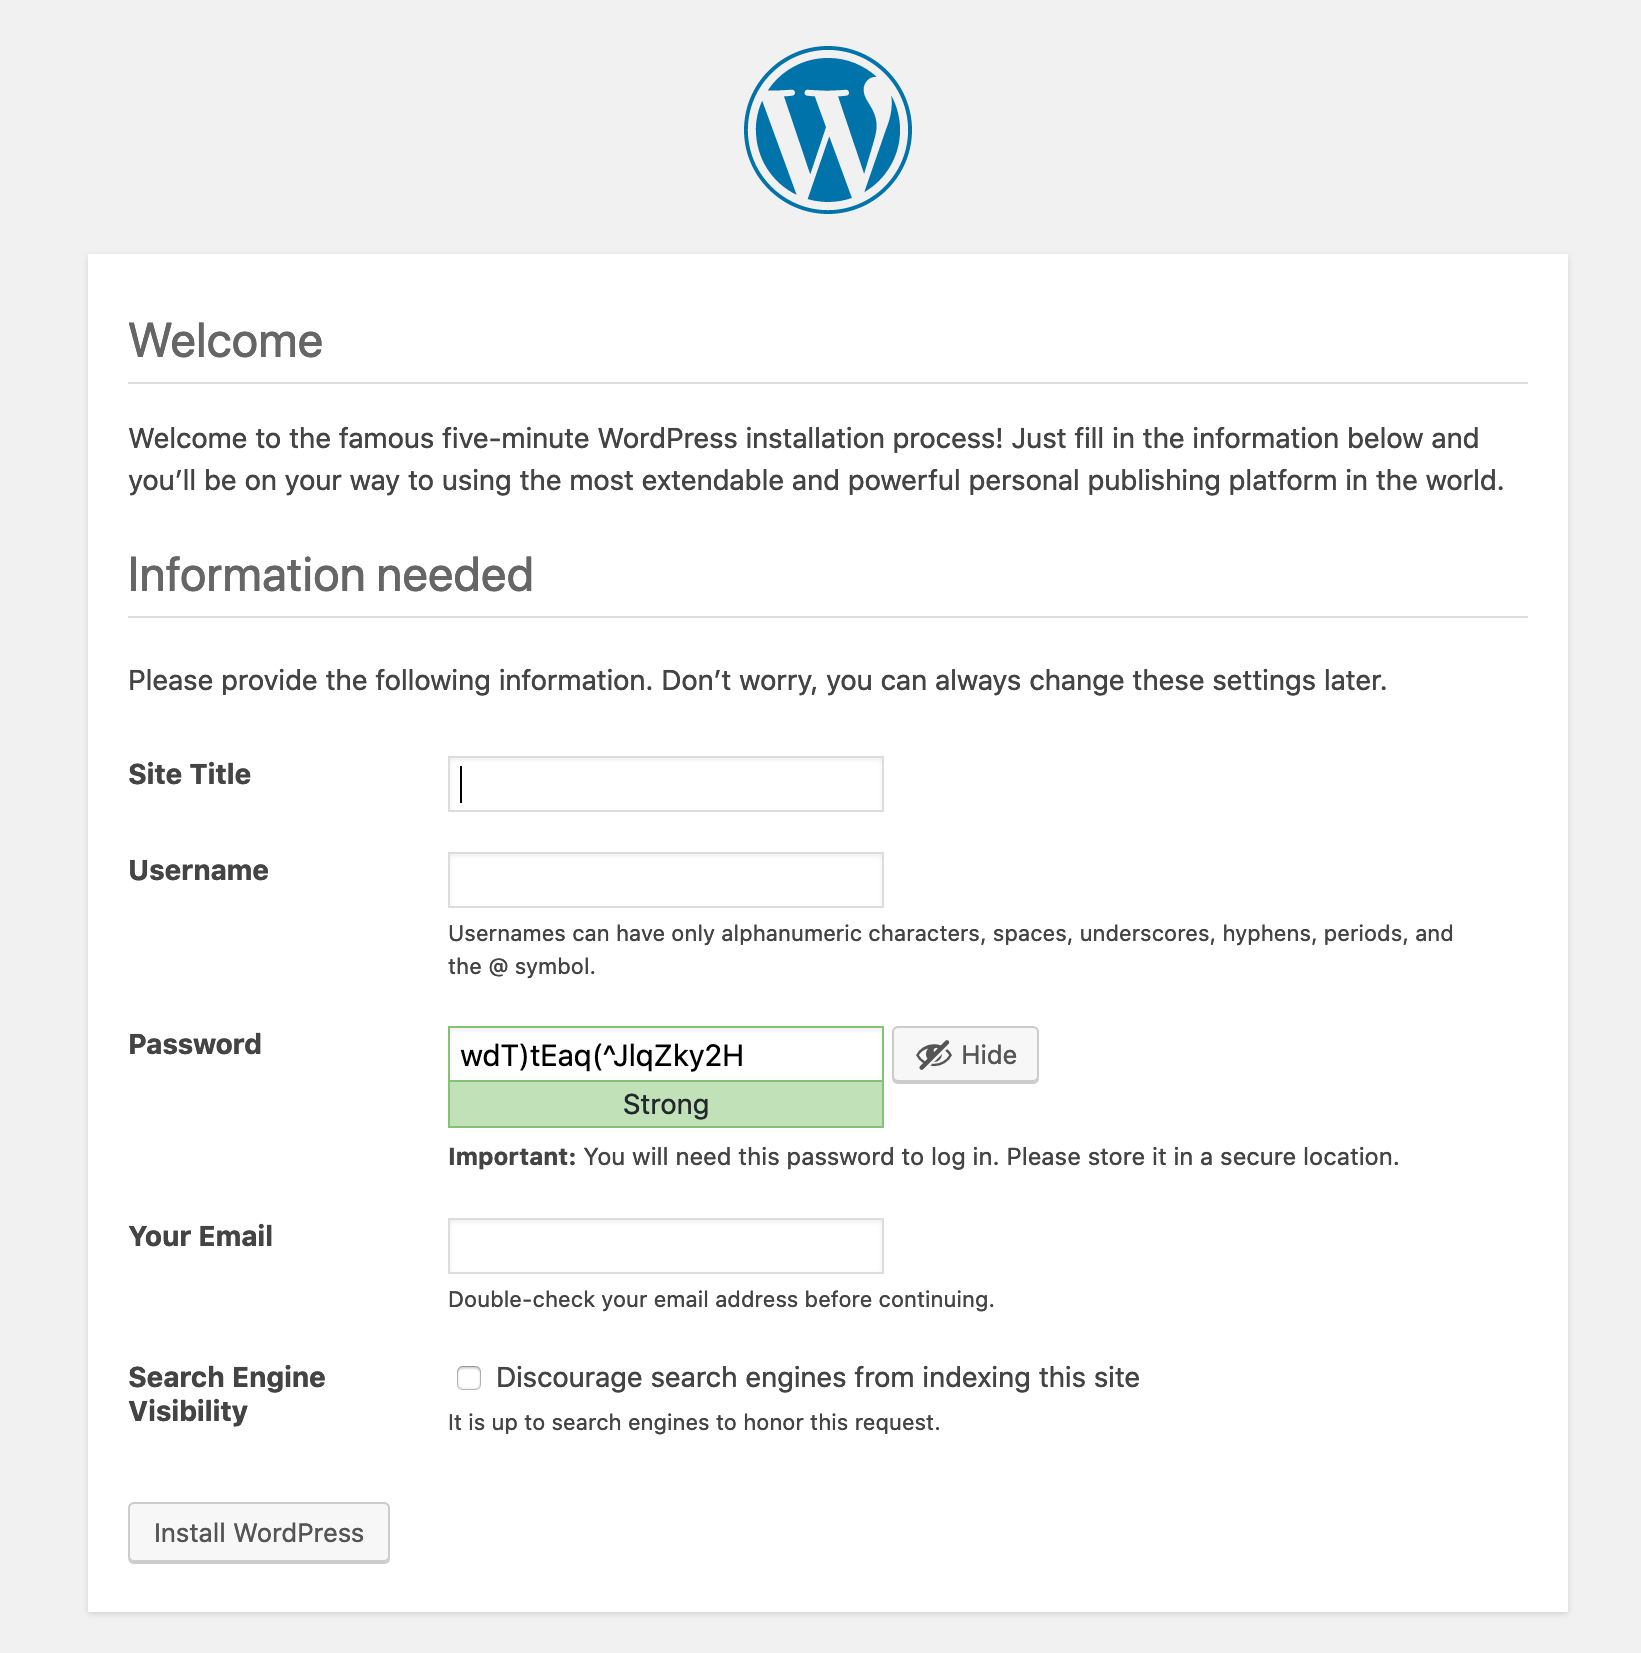 Welcome
Welcome to the famous five-minute WordPress installation process! Just fill in the information below and
you’ll be on your way to using the most extendable and powerful personal publishing platform in the world.
Information needed
Please provide the following information. Don’t worry, you can always change these settings later.
Site Title
Username
Usernames can have only alphanumeric characters, spaces, underscores, hyphens, periods, and
the @ symbol.
Password
wdT)tEaq(^JlqZky2H
Hide
Strong
Important: You will need this password to log in. Please store it in a secure location.
Your Email
Double-check your email address before continuing.
Search Engine
Visibility
Discourage search engines from indexing this site
It is up to search engines to honor this request.
Install WordPress